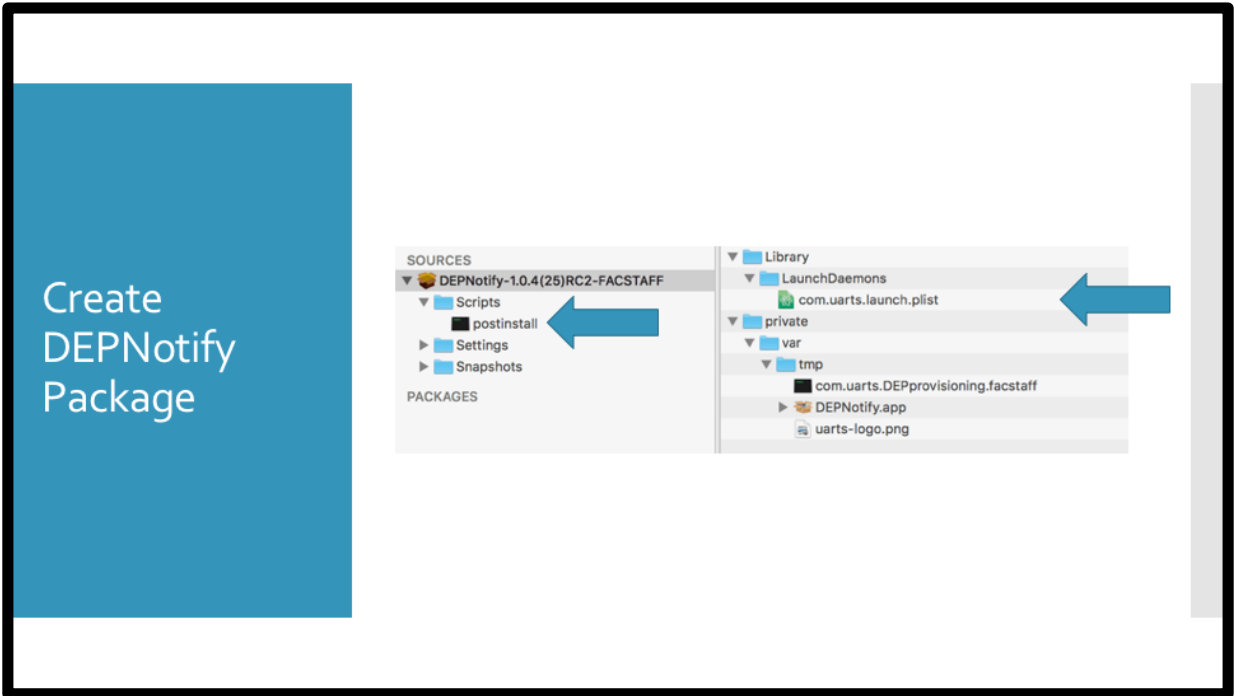 Create
DEPNotify
Package
SOURCES
DEPNotify-1.0.4(25)RC2-FACSTAFF
Scripts
postinstall
Settings
Snapshots
PACKAGES
Library
LaunchDaemons
com.uarts.launch.plist
private
var
tmp
com.uarts.DEPprovisioning.facstaff
DEPNotify.app
uarts-logo.png